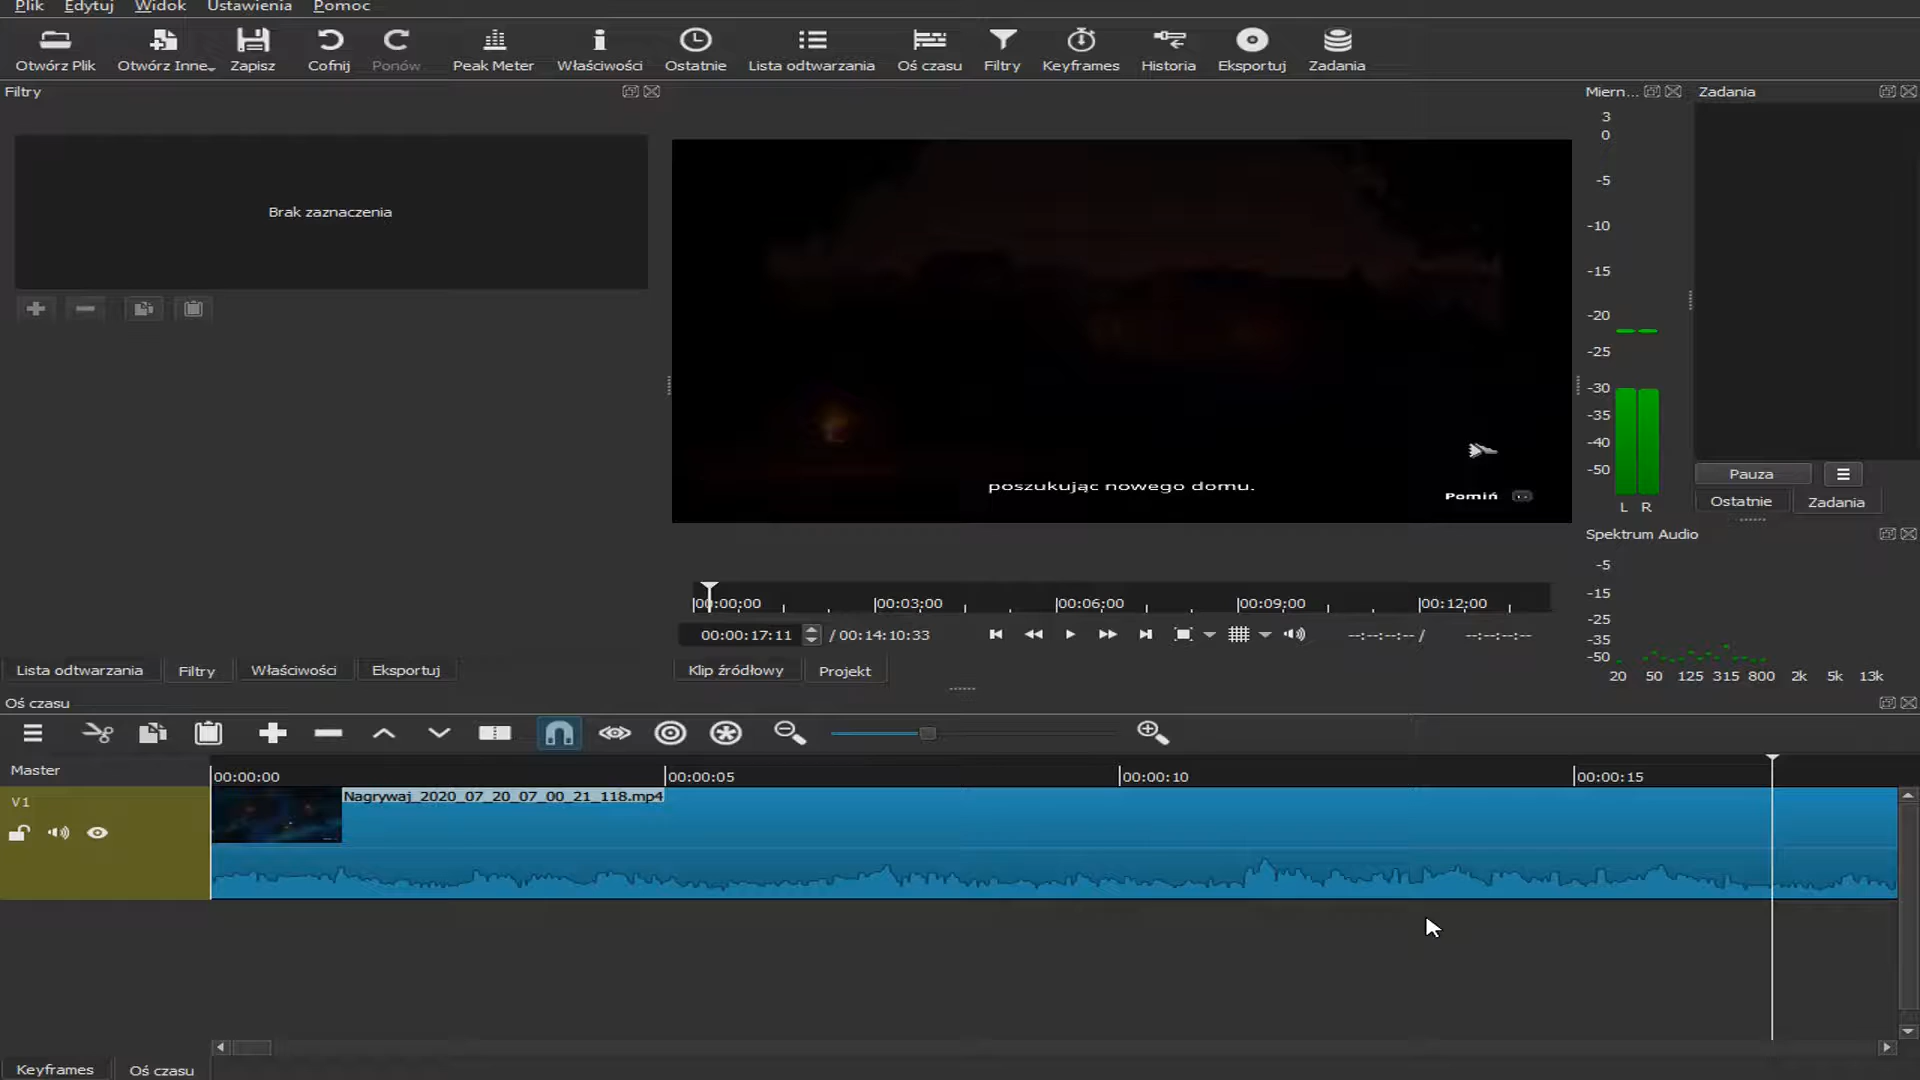 Plik Edytuj Widok Ustawienia Pomoc
Otwórz Plik Otwórz Inne Zapisz Cofnij Ponów Peak Meter Właściwości Ostatnie Lista odtwarzania Oś czasu Filtry Keyframes Historia Eksportuj Zadania
Filtry
Miern...
Zadania
Brak zaznaczenia
3
0
-5
-10
-15
-20
-25
-30
-35
-40
-50
L R
poszukując nowego domu.
Pomiń
Pauza
Ostatnie Zadania
Spektrum Audio
-5
-15
-25
-35
-50
20 50 125 315 800 2k 5k 13k
00:00:00 00:03:00 00:06:00 00:09:00 00:12:00
00:00:17:11 / 00:14:10:33 --:--:--:-- / --:--:--:--
Lista odtwarzania Filtry Właściwości Eksportuj
Klip źródłowy Projekt
Oś czasu
Master
00:00:00 00:00:05 00:00:10 00:00:15
V1
Nagrywaj_2020_07_20_07_00_21_118.mp4
Keyframes Oś czasu